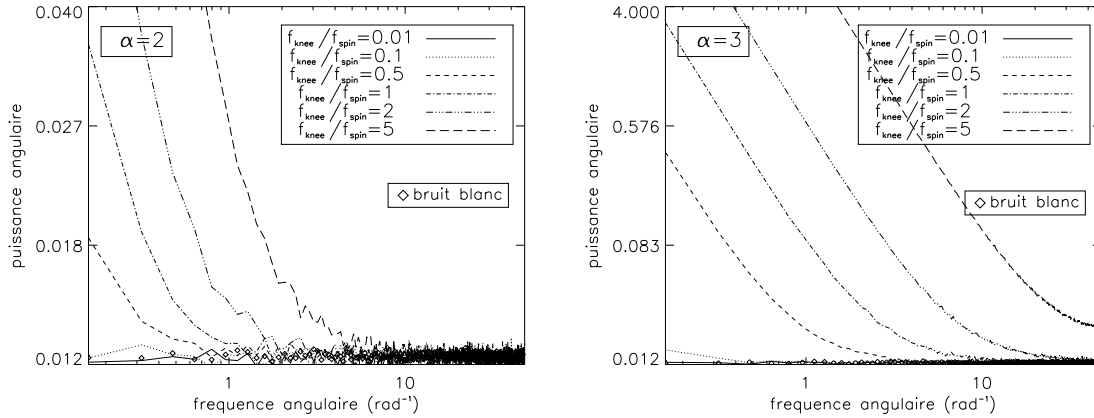 0.040
0.027
0.018
0.012
puissance angulaire
α=2
f_knee/f_spin=0.01
f_knee/f_spin=0.1
f_knee/f_spin=0.5
f_knee/f_spin=1
f_knee/f_spin=2
f_knee/f_spin=5
bruit blanc
1
10
frequence angulaire (rad⁻¹)
4.000
0.576
0.083
0.012
puissance angulaire
α=3
f_knee/f_spin=0.01
f_knee/f_spin=0.1
f_knee/f_spin=0.5
f_knee/f_spin=1
f_knee/f_spin=2
f_knee/f_spin=5
bruit blanc
1
10
frequence angulaire (rad⁻¹)